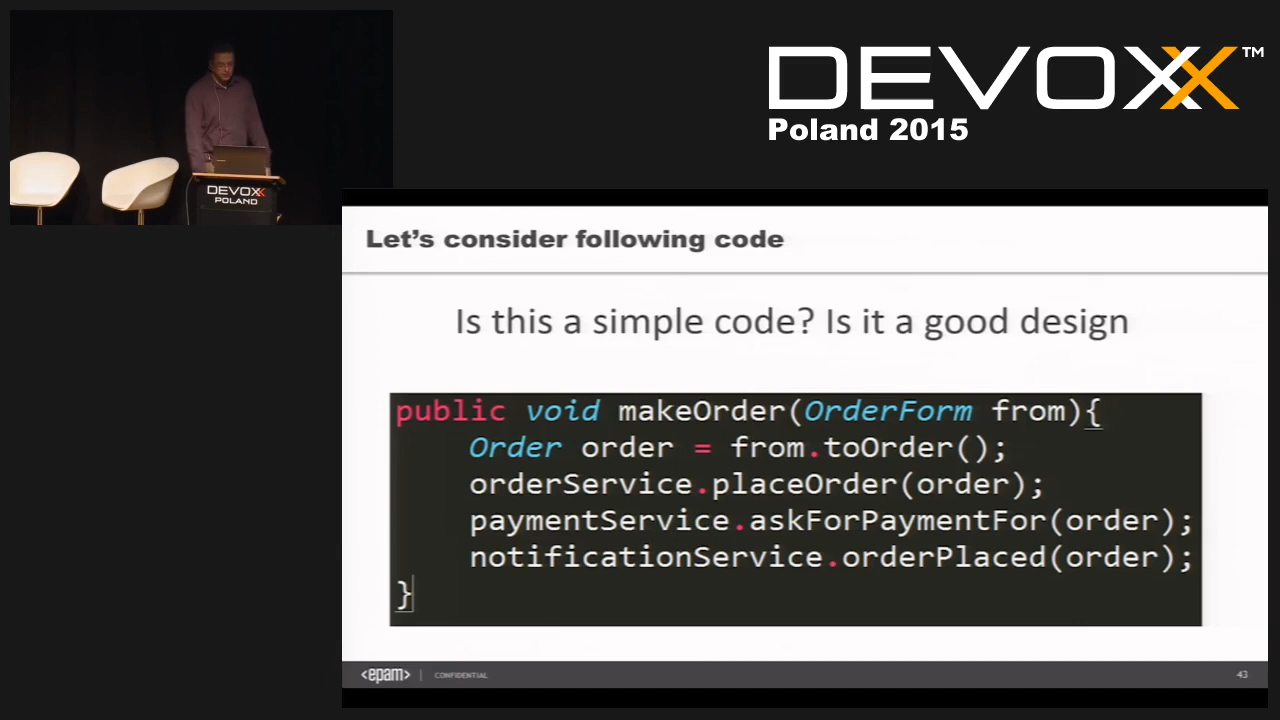 DEVOXX™
Poland 2015
DEVOXX
POLAND
Let's consider following code
Is this a simple code? Is it a good design
public void makeOrder(OrderForm from){
Order order = from.toOrder();
orderService.placeOrder(order);
paymentService.askForPaymentFor(order);
notificationService.orderPlaced(order);
}
<epam> | CONFIDENTIAL
43